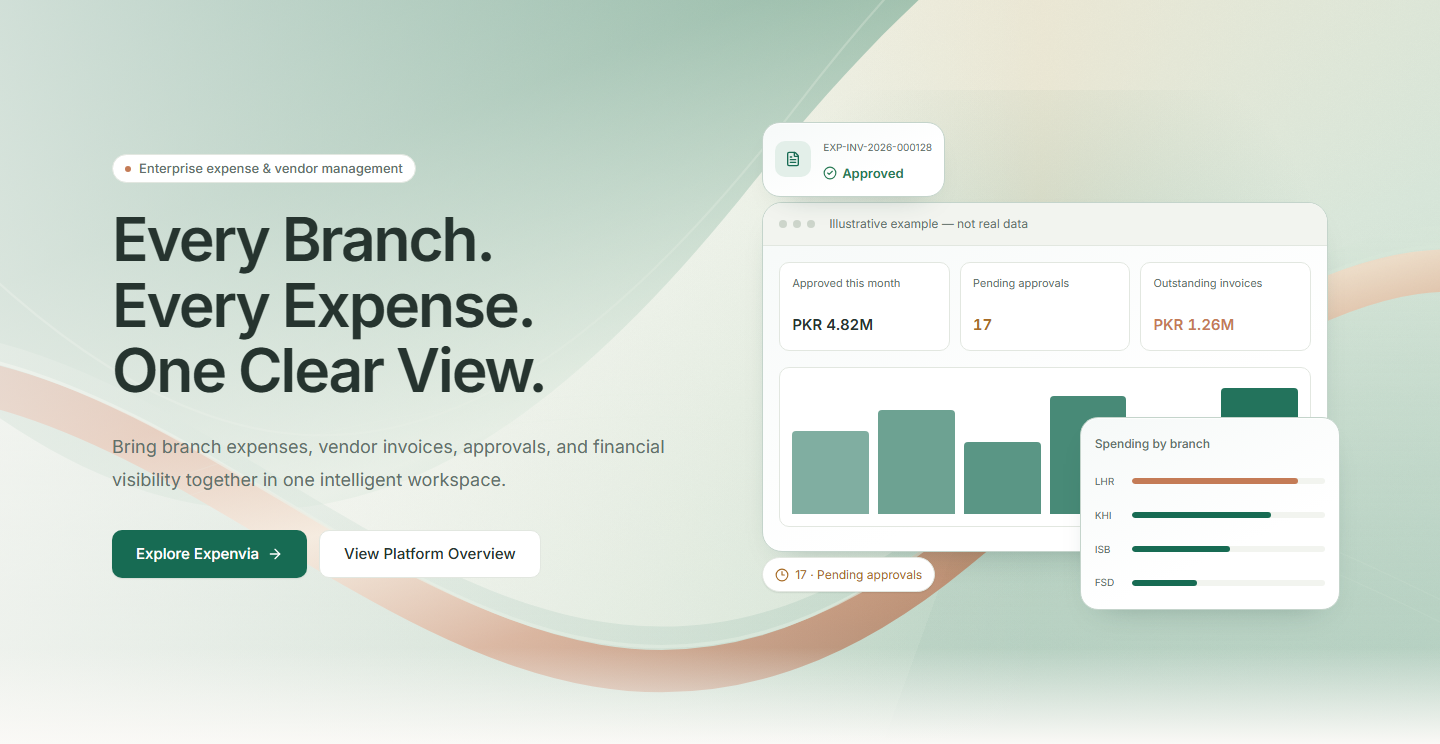 Enterprise expense & vendor management
Every Branch.
Every Expense.
One Clear View.
Bring branch expenses, vendor invoices, approvals, and financial
visibility together in one intelligent workspace.
Explore Expenvia →
View Platform Overview
EXP-INV-2026-000128
Approved
Illustrative example — not real data
Approved this month
PKR 4.82M
Pending approvals
17
Outstanding invoices
PKR 1.26M
Spending by branch
LHR
KHI
ISB
FSD
17 · Pending approvals